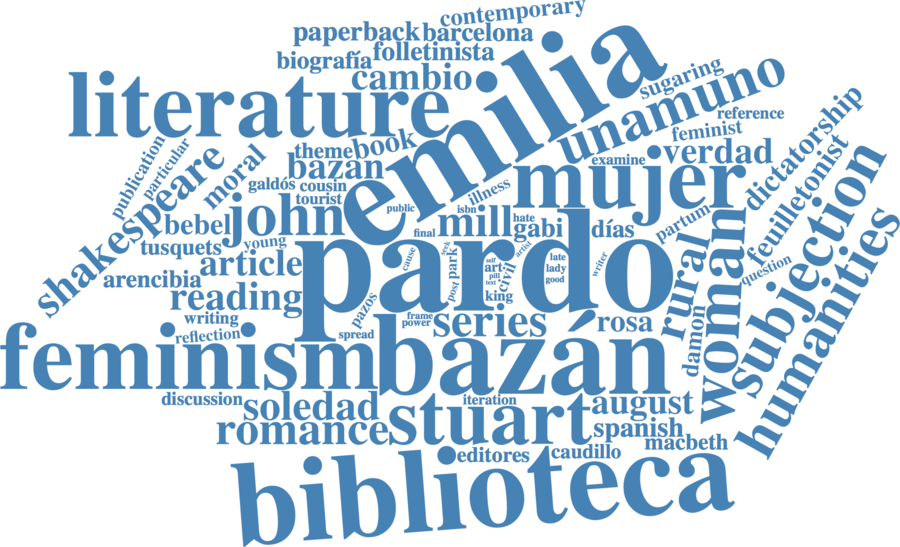 contemporary
paperback
barcelona
biografía
folletinista
cambio
literature
emilia
sugaring
unamuno
reference
feminist
examine
verdad
dictatorship
feuilletonist
publication
particular
shakespeare
moral
theme
book
bazan
galdós
cousin
tourist
illness
mujer
bebel
john
public
isbn
hate
final
mill
gabi
días
partum
tusquets
young
article
arencibia
reading
pardo
cause
seek
park
post
self
art
pill
text
civil
artist
king
late
lady
good
writer
rural
woman
question
subjection
humanities
damon
writing
reflection
pazos
spread
frame
power
series
rosa
feminism
bazán
discussion
soledad
iteration
august
romance
stuart
spanish
macbeth
editores
caudillo
biblioteca